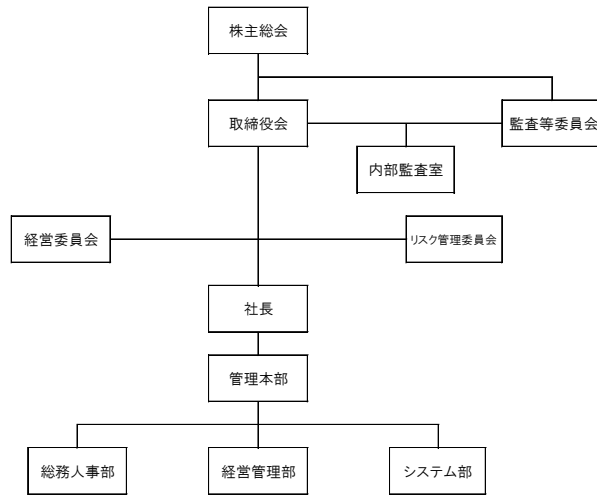 株主総会
取締役会
監査等委員会
内部監査室
経営委員会
リスク管理委員会
社長
管理本部
総務人事部
経営管理部
システム部